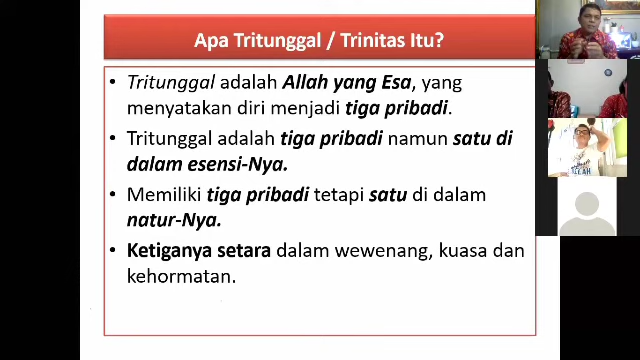 Apa Tritunggal / Trinitas Itu?
• Tritunggal adalah Allah yang Esa, yang
menyatakan diri menjadi tiga pribadi.
• Tritunggal adalah tiga pribadi namun satu di
dalam esensi-Nya.
• Memiliki tiga pribadi tetapi satu di dalam
natur-Nya.
• Ketiganya setara dalam wewenang, kuasa dan
kehormatan.